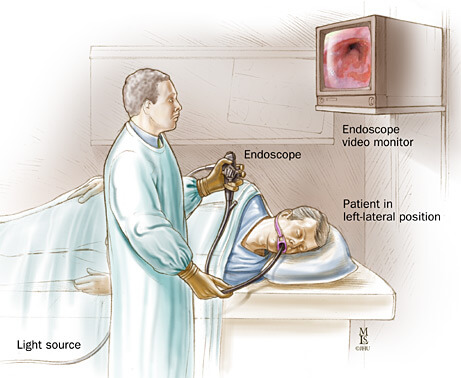 Endoscope
Endoscope
video monitor
Patient in
left-lateral position
Light source